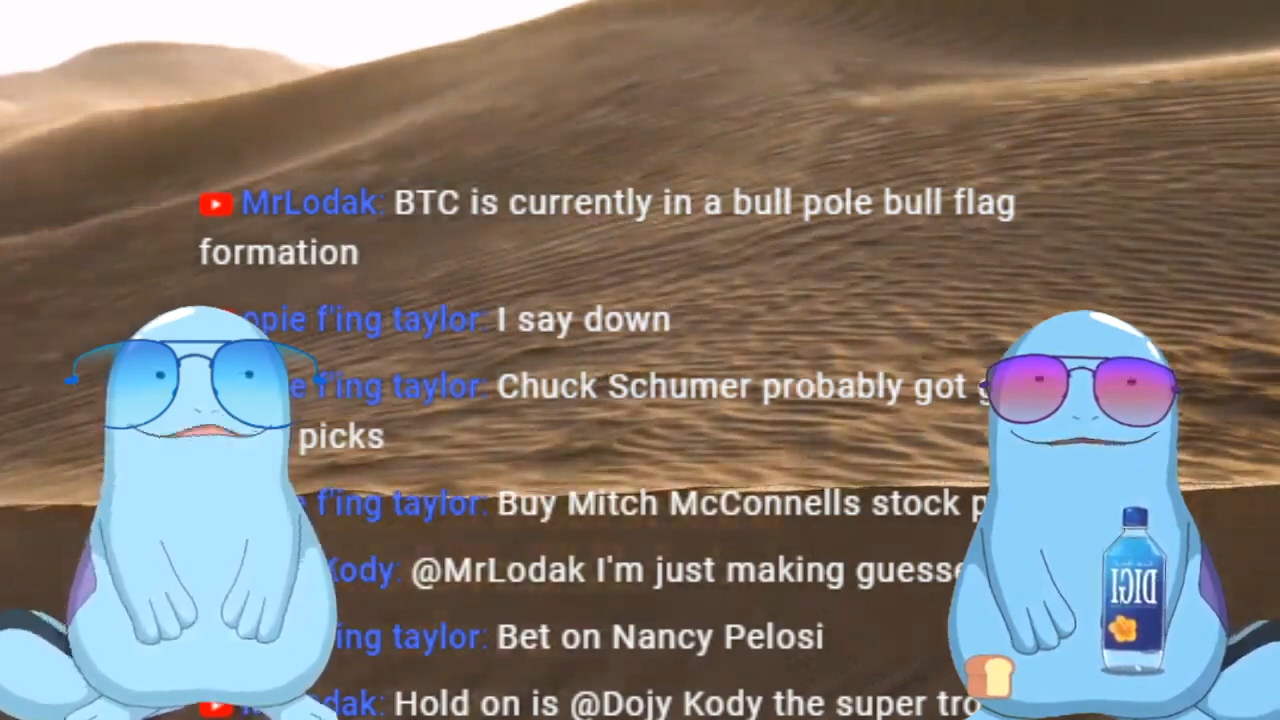 MrLodak: BTC is currently in a bull pole bull flag
formation
opie f'ing taylor: I say down
f'ing taylor: Chuck Schumer probably got
picks
f'ing taylor: Buy Mitch McConnells stock
Kody: @MrLodak I'm just making
ing taylor: Bet on Nancy Pelosi
dak: Hold on is @Dojy Kody the super
DIGI